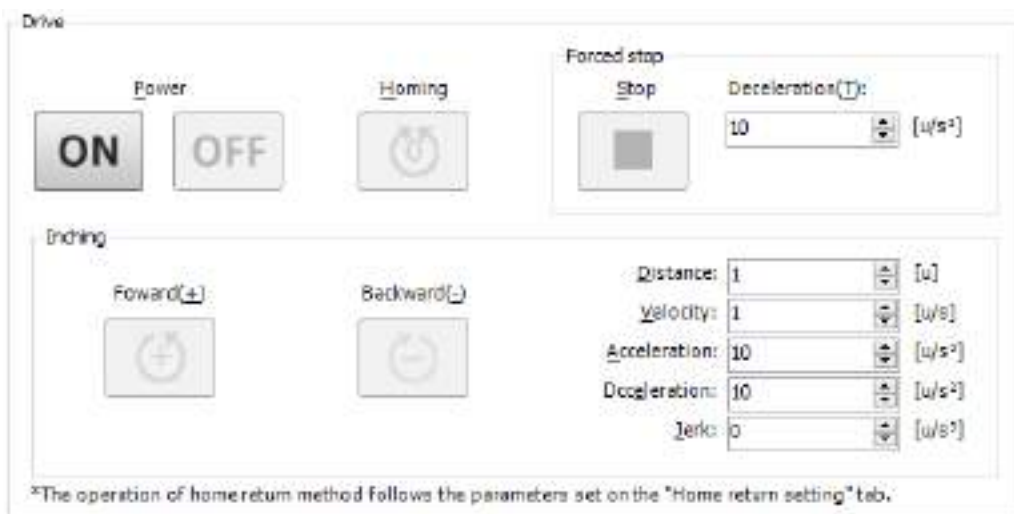 Drive
Forced stop
Power
Homing
Stop
Deceleration(T):
ON
OFF
10
[u/s²]
Inching
Foward(+)
Backward(-)
Distance: 1 [u]
Velocity: 1 [u/s]
Acceleration: 10 [u/s²]
Deceleration: 10 [u/s²]
Jerk: 0 [u/s³]
*The operation of home return method follows the parameters set on the "Home return setting" tab.